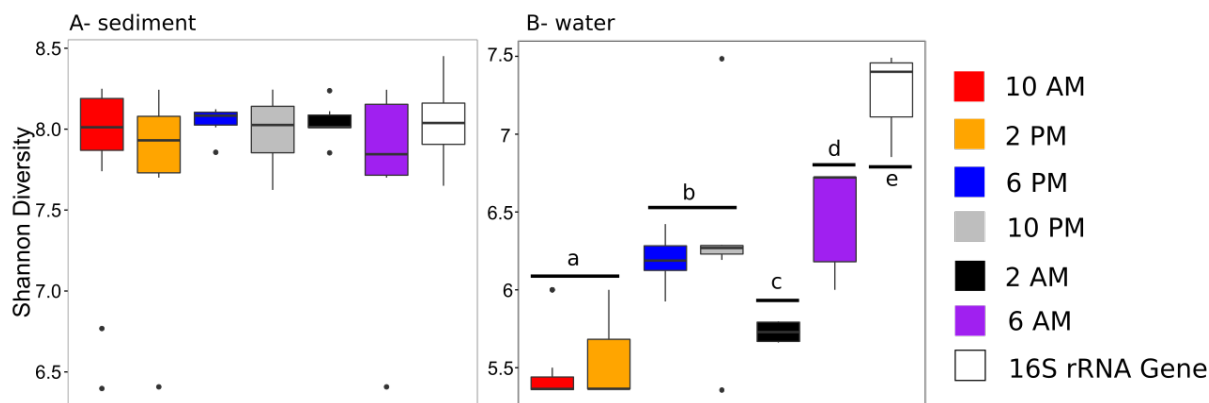 A- sediment
B- water
Shannon Diversity
8.5
8.0
7.5
7.0
6.5
7.5
7
6.5
6
5.5
a
b
c
d
e
10 AM
2 PM
6 PM
10 PM
2 AM
6 AM
16S rRNA Gene